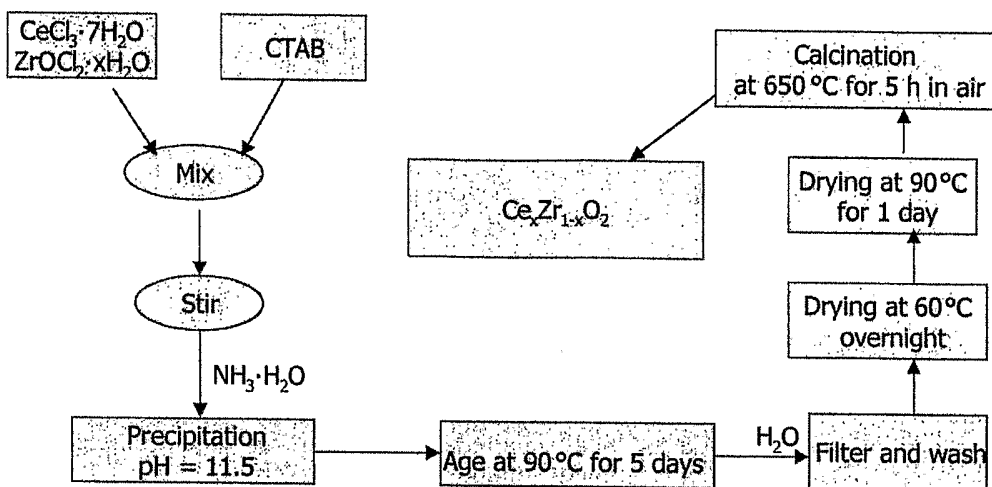 CeCl₃·7H₂O
ZrOCl₂·xH₂O
CTAB
Mix
Stir
NH₃·H₂O
Precipitation
pH = 11.5
Age at 90°C for 5 days
H₂O
Filter and wash
Drying at 60°C
overnight
Drying at 90°C
for 1 day
Calcination
at 650°C for 5 h in air
CeₓZr₁₋ₓO₂